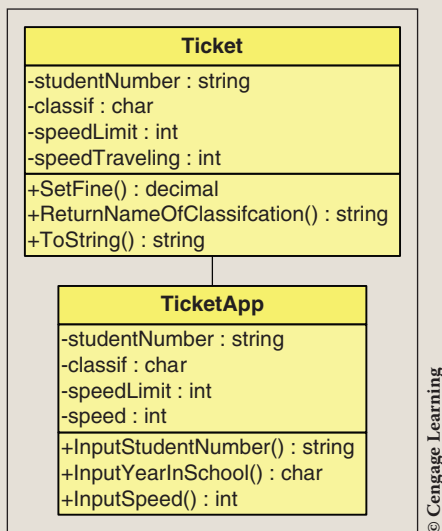 Ticket
-studentNumber : string
-classif : char
-speedLimit : int
-speedTraveling : int
+SetFine() : decimal
+ReturnNameOfClassifcation() : string
+ToString() : string
TicketApp
-studentNumber : string
-classif : char
-speedLimit : int
-speed : int
+InputStudentNumber() : string
+InputYearInSchool() : char
+InputSpeed() : int
© Cengage Learning